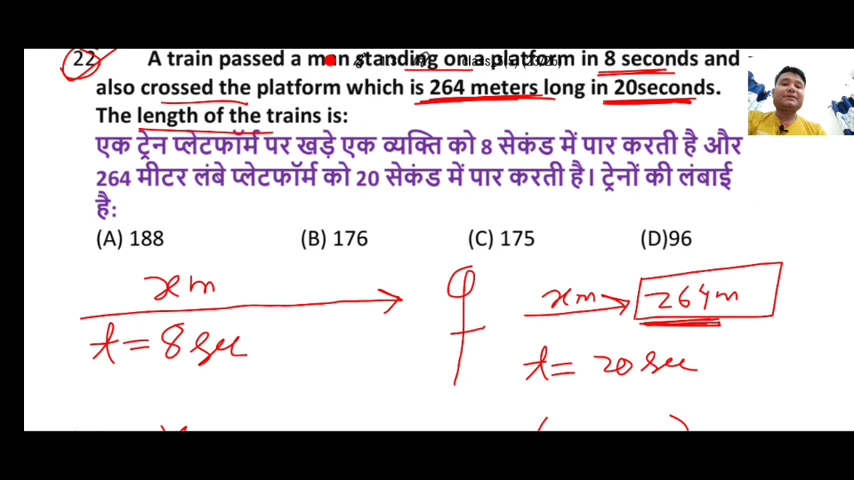 22 A train passed a man standing on a platform in 8 seconds and
also crossed the platform which is 264 meters long in 20seconds.
The length of the trains is:
एक ट्रेन प्लेटफॉर्म पर खड़े एक व्यक्ति को 8 सेकंड में पार करती है और
264 मीटर लंबे प्लेटफॉर्म को 20 सेकंड में पार करती है। ट्रेनों की लंबाई
है:
(A) 188 (B) 176 (C) 175 (D)96
x m
x m 264m
t = 8 sec
t = 20 sec